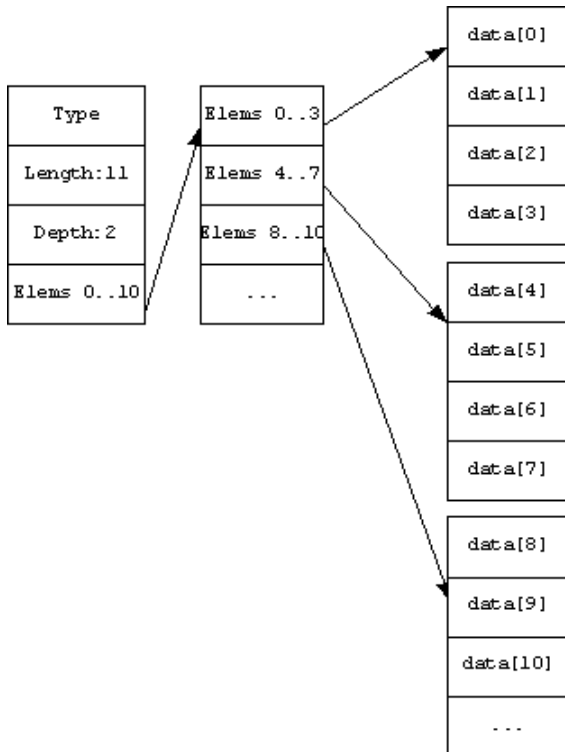 Type
Length:11
Depth:2
Elems 0..10
Elems 0..3
Elems 4..7
Elems 8..10
...
data[0]
data[1]
data[2]
data[3]
data[4]
data[5]
data[6]
data[7]
data[8]
data[9]
data[10]
...